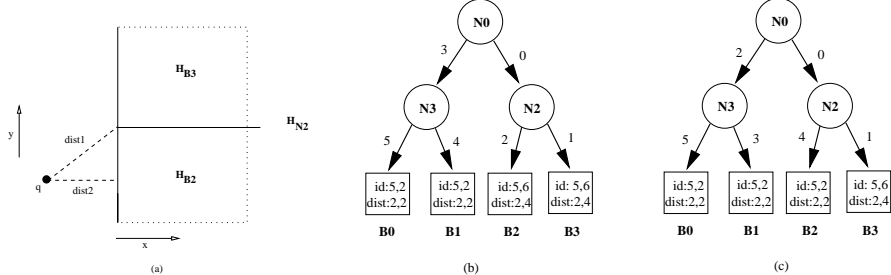 H B3
y
dist1
H N2
q
dist2
H B2
x
(a)
N0
3
0
N3
N2
5
4
2
1
id:5,2
dist:2,2
id:5,2
dist:2,2
id:5,6
dist:2,4
id: 5,6
dist:2,4
B0
B1
B2
B3
(b)
N0
2
0
N3
N2
5
3
4
1
id:5,2
dist:2,2
id:5,2
dist:2,2
id:5,2
dist:2,2
id: 5,6
dist:2,4
B0
B1
B2
B3
(c)